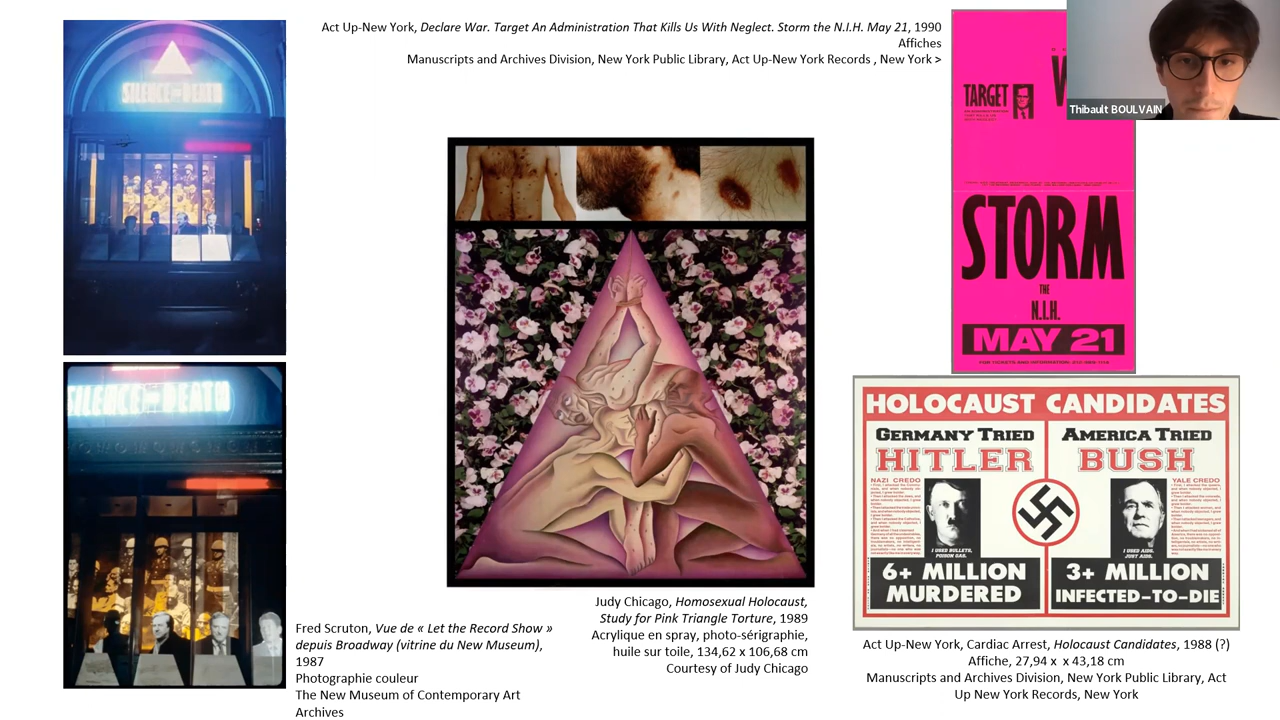 Act Up-New York, Declare War. Target An Administration That Kills Us With Neglect. Storm the N.I.H. May 21, 1990
Affiches
Manuscripts and Archives Division, New York Public Library, Act Up-New York Records , New York >
SILENCE=DEATH
SILENCE=DEATH
Fred Scruton, Vue de « Let the Record Show »
depuis Broadway (vitrine du New Museum),
1987
Photographie couleur
The New Museum of Contemporary Art
Archives
Judy Chicago, Homosexual Holocaust,
Study for Pink Triangle Torture, 1989
Acrylique en spray, photo-sérigraphie,
huile sur toile, 134,62 x 106,68 cm
Courtesy of Judy Chicago
TARGET
Thibault BOULVAIN
STORM
THE
N.I.H.
MAY 21
HOLOCAUST CANDIDATES
GERMANY TRIED
HITLER
NAZI CREDO
I USED BULLETS,
POISON GAS.
6+ MILLION
MURDERED
AMERICA TRIED
BUSH
YALE CREDO
I USED AIDS.
JUST AIDS.
3+ MILLION
INFECTED-TO-DIE
Act Up-New York, Cardiac Arrest, Holocaust Candidates, 1988 (?)
Affiche, 27,94 x x 43,18 cm
Manuscripts and Archives Division, New York Public Library, Act
Up New York Records, New York